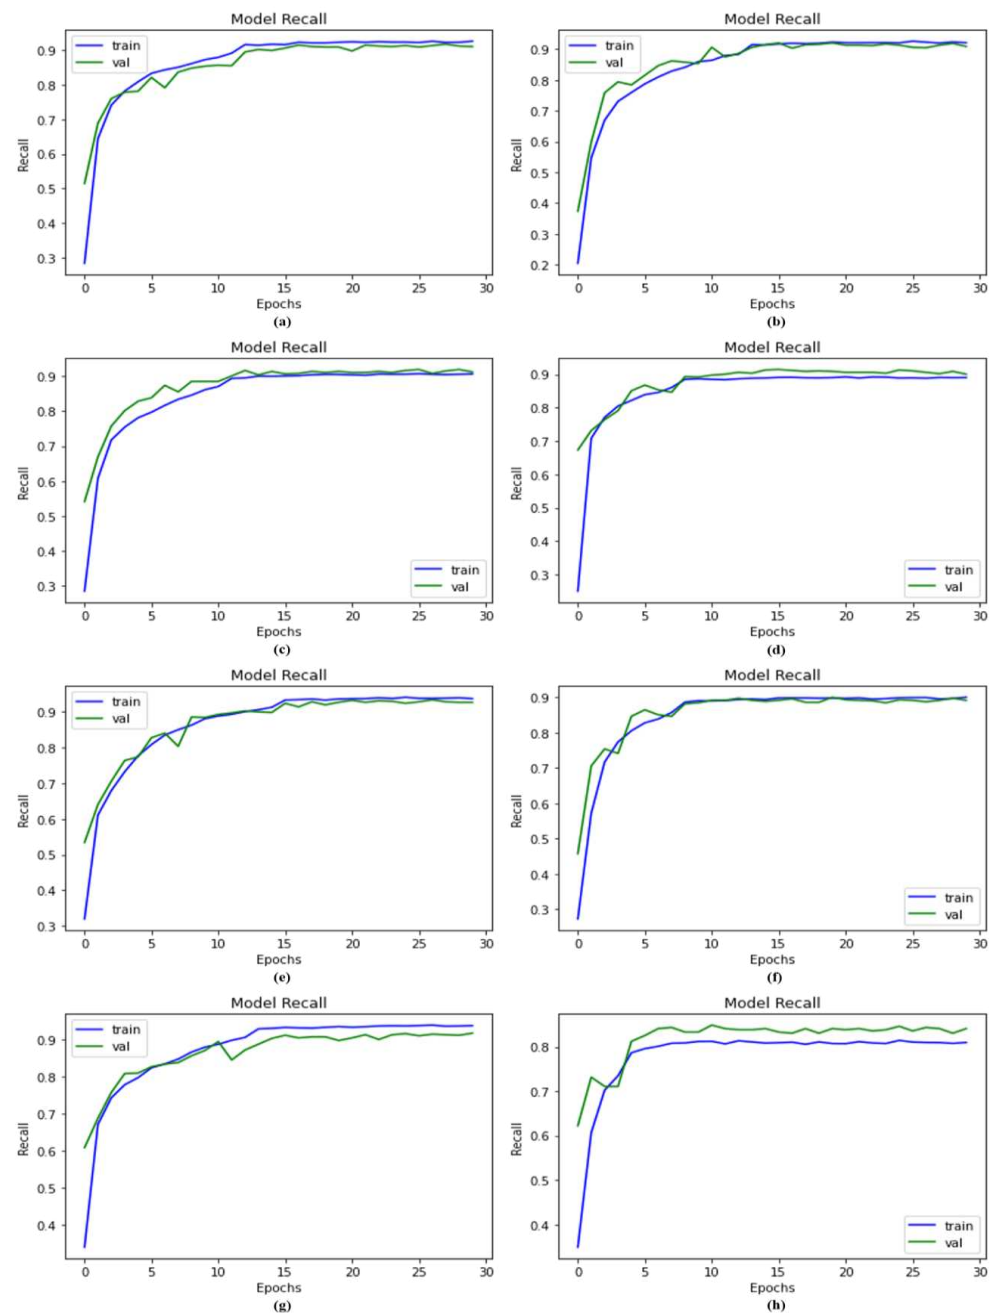 Model Recall
train
val
0.9
0.8
0.7
0.6
0.5
0.4
0.3
Recall
0 5 10 15 20 25 30
Epochs
(a)
Model Recall
train
val
0.9
0.8
0.7
0.6
0.5
0.4
0.3
0.2
Recall
0 5 10 15 20 25 30
Epochs
(b)
Model Recall
0.9
0.8
0.7
0.6
0.5
0.4
0.3
Recall
train
val
0 5 10 15 20 25 30
Epochs
(c)
Model Recall
0.9
0.8
0.7
0.6
0.5
0.4
0.3
Recall
train
val
0 5 10 15 20 25 30
Epochs
(d)
Model Recall
train
val
0.9
0.8
0.7
0.6
0.5
0.4
0.3
Recall
0 5 10 15 20 25 30
Epochs
(e)
Model Recall
0.9
0.8
0.7
0.6
0.5
0.4
0.3
Recall
train
val
0 5 10 15 20 25 30
Epochs
(f)
Model Recall
train
val
0.9
0.8
0.7
0.6
0.5
0.4
Recall
0 5 10 15 20 25 30
Epochs
(g)
Model Recall
0.8
0.7
0.6
0.5
0.4
Recall
train
val
0 5 10 15 20 25 30
Epochs
(h)